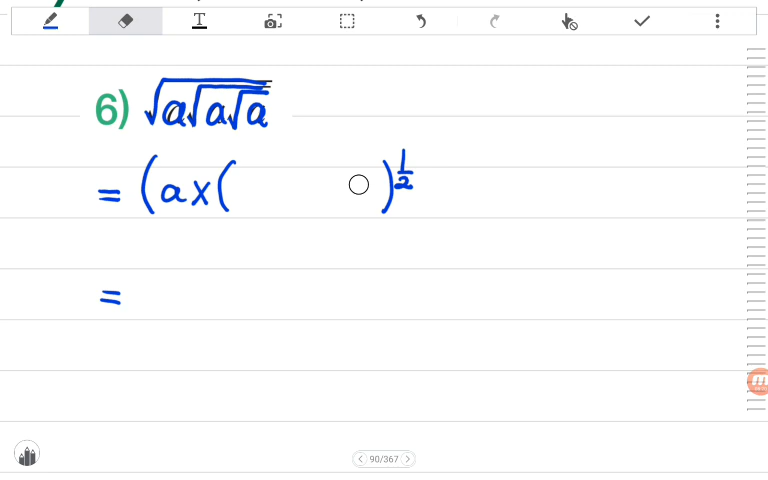 T
6) √a√a√a
= (a×( )^1/2
=
90/367